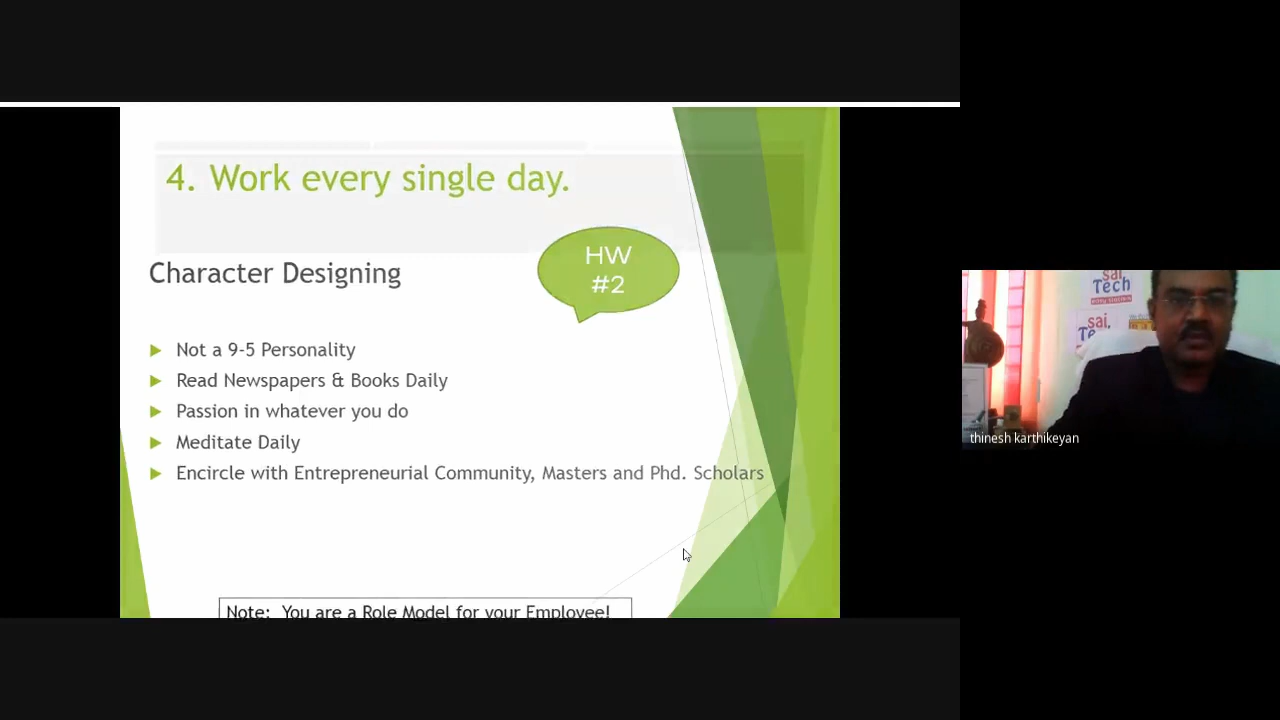 4. Work every single day.
HW
#2
Character Designing
Not a 9-5 Personality
Read Newspapers & Books Daily
Passion in whatever you do
Meditate Daily
Encircle with Entrepreneurial Community, Masters and Phd. Scholars
Note: You are a Role Model for your Employee!
sai
Tech
sai
thinesh karthikeyan